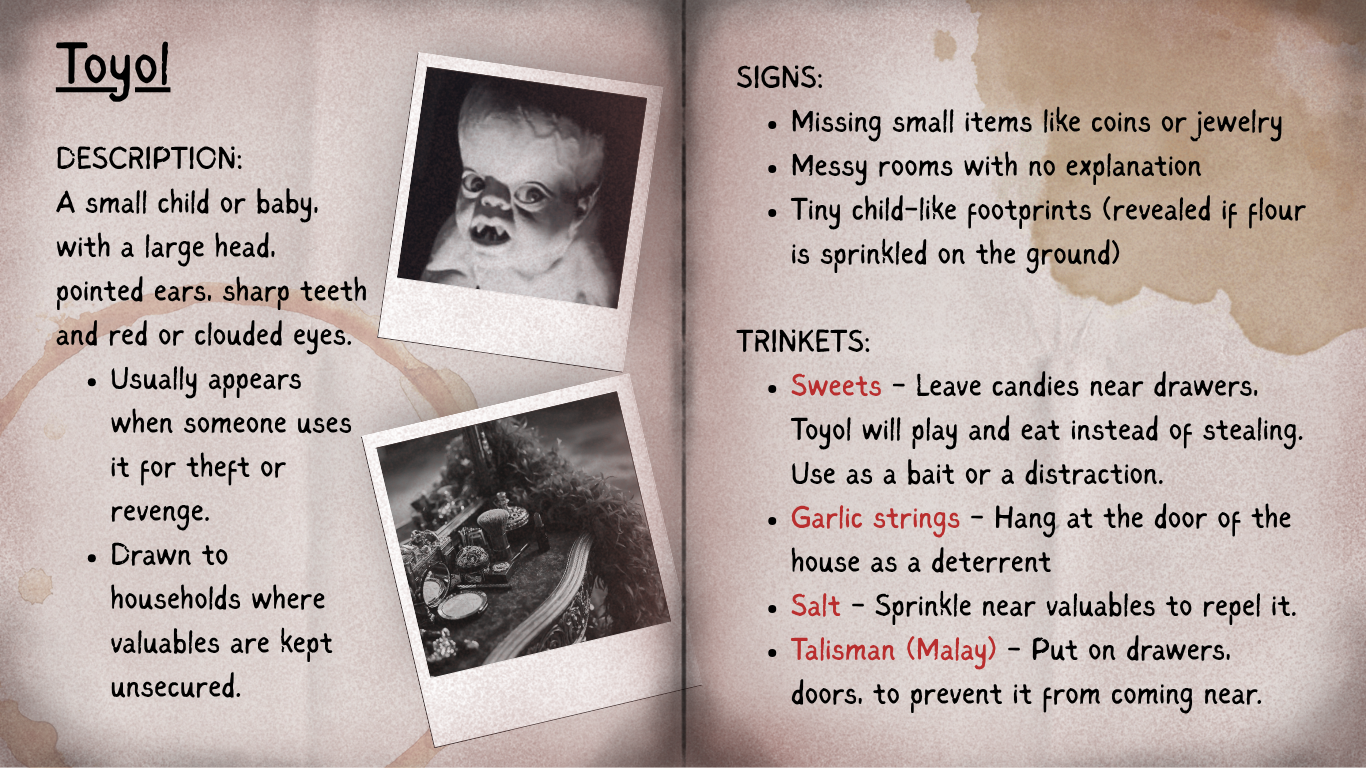 Toyol
DESCRIPTION:
A small child or baby,
with a large head,
pointed ears, sharp teeth
and red or clouded eyes.
• Usually appears
when someone uses
it for theft or
revenge.
• Drawn to
households where
valuables are kept
unsecured.
SIGNS:
• Missing small items like coins or jewelry
• Messy rooms with no explanation
• Tiny child-like footprints (revealed if flour
is sprinkled on the ground)
TRINKETS:
• Sweets - Leave candies near drawers,
Toyol will play and eat instead of stealing.
Use as a bait or a distraction.
• Garlic strings - Hang at the door of the
house as a deterrent
• Salt - Sprinkle near valuables to repel it.
• Talisman (Malay) - Put on drawers,
doors, to prevent it from coming near.